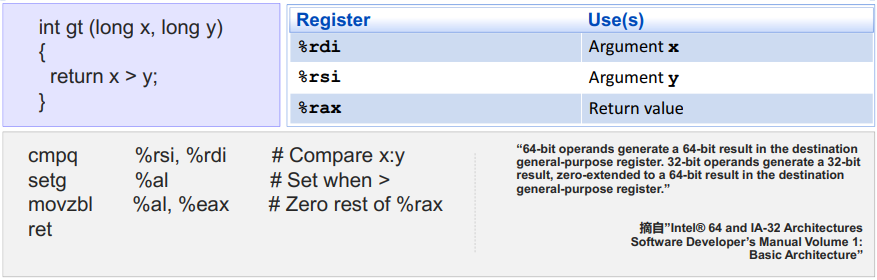 int gt (long x, long y)
{
return x > y;
}
Register Use(s)
%rdi Argument x
%rsi Argument y
%rax Return value
cmpq %rsi, %rdi # Compare x:y
setg %al # Set when >
movzbl %al, %eax # Zero rest of %rax
ret
“64-bit operands generate a 64-bit result in the destination
general-purpose register. 32-bit operands generate a 32-bit
result, zero-extended to a 64-bit result in the destination
general-purpose register.”
摘自”Intel® 64 and IA-32 Architectures
Software Developer’s Manual Volume 1:
Basic Architecture”